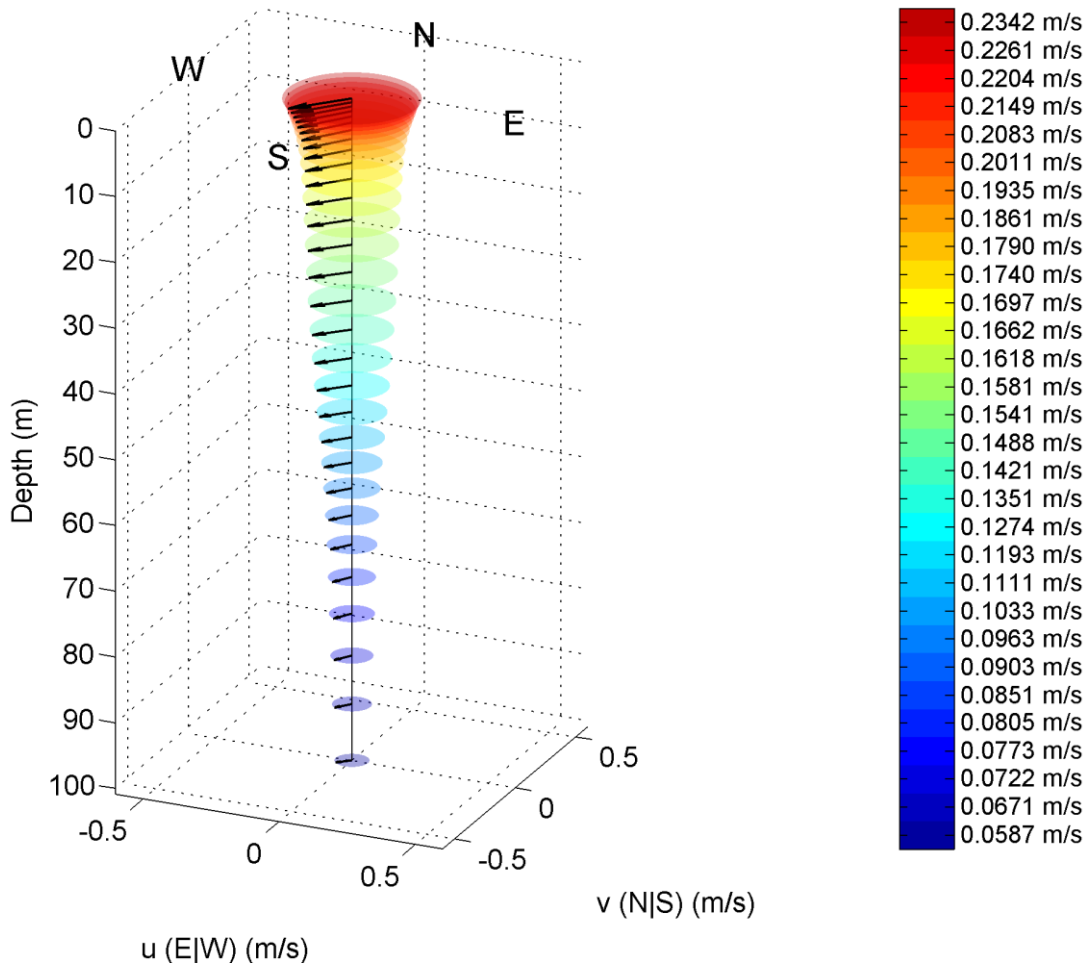 N
W
E
S
0
10
20
30
40
50
60
70
80
90
100
Depth (m)
-0.5
0
0.5
u (E|W) (m/s)
-0.5
0
0.5
v (N|S) (m/s)
0.2342 m/s
0.2261 m/s
0.2204 m/s
0.2149 m/s
0.2083 m/s
0.2011 m/s
0.1935 m/s
0.1861 m/s
0.1790 m/s
0.1740 m/s
0.1697 m/s
0.1662 m/s
0.1618 m/s
0.1581 m/s
0.1541 m/s
0.1488 m/s
0.1421 m/s
0.1351 m/s
0.1274 m/s
0.1193 m/s
0.1111 m/s
0.1033 m/s
0.0963 m/s
0.0903 m/s
0.0851 m/s
0.0805 m/s
0.0773 m/s
0.0722 m/s
0.0671 m/s
0.0587 m/s